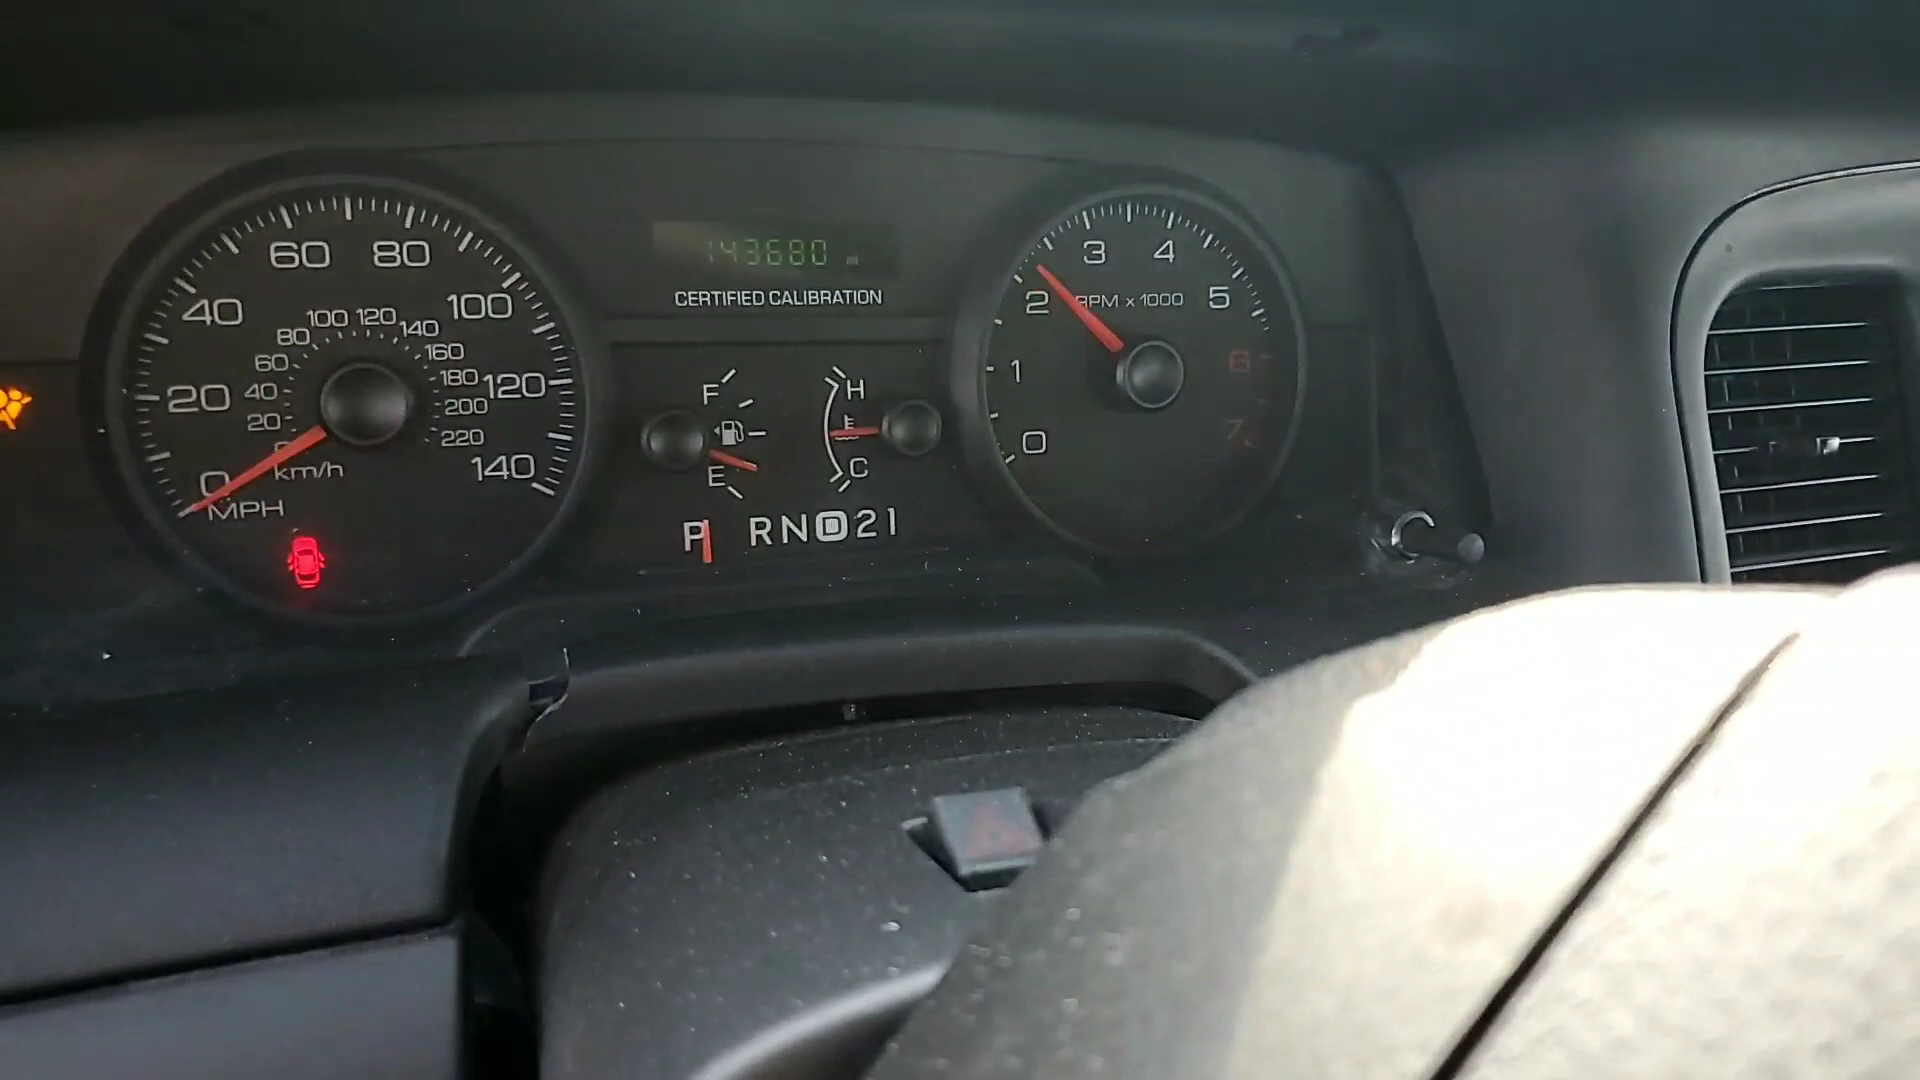 143680 mi
CERTIFIED CALIBRATION
0 20 40 60 80 100 120 140
MPH
0 20 40 60 80 100 120 140 160 180 200 220
km/h
F
E
H
C
P R N D 2 1
0 1 2 3 4 5 6 7
RPM x 1000